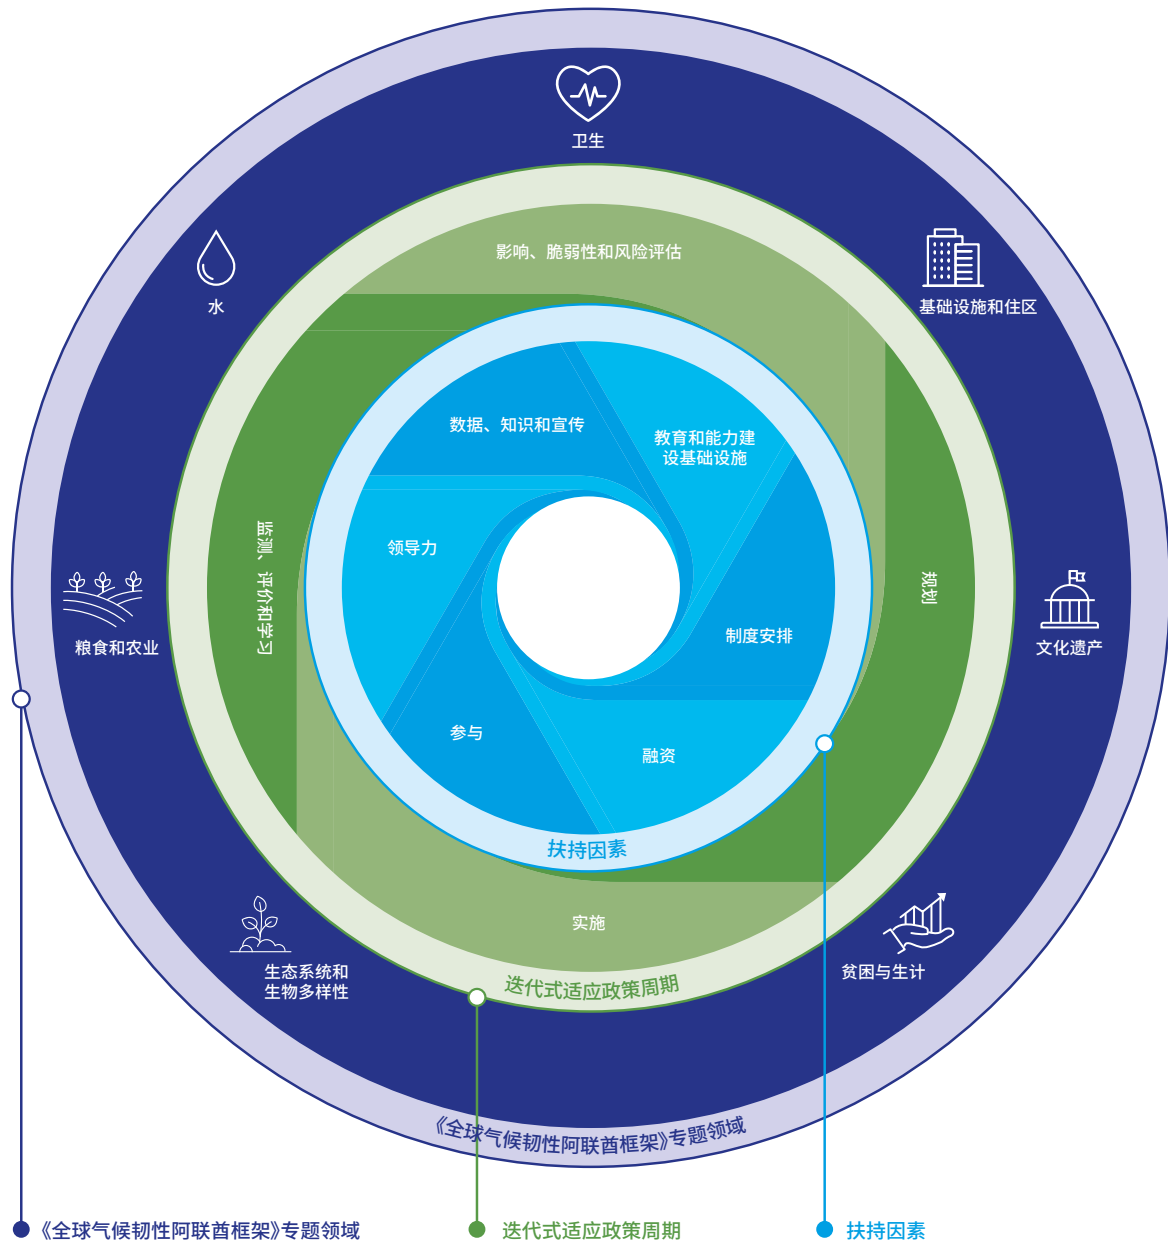 卫生
水
基础设施和住区
影响、脆弱性和风险评估
数据、知识和宣传
教育和能力建
设基础设施
领导力
监测、评价和学习
规划
制度安排
粮食和农业
文化遗产
参与
融资
扶持因素
实施
生态系统和
生物多样性
贫困与生计
迭代式适应政策周期
《全球气候韧性阿联酋框架》专题领域
《全球气候韧性阿联酋框架》专题领域
迭代式适应政策周期
扶持因素